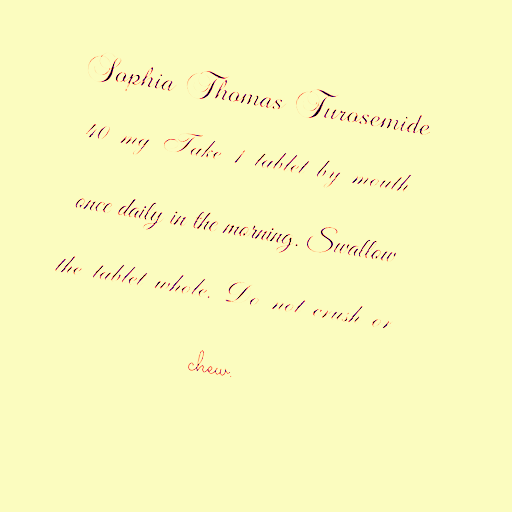 Sophia Thomas Furosemide
40 mg Take 1 tablet by mouth
once daily in the morning. Swallow
the tablet whole. Do not crush or
chew.